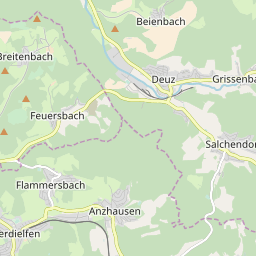 Beienbach
Breitenbach
Deuz
Grissenba
Feuersbach
Salchendor
Flammersbach
Anzhausen
erdielfen